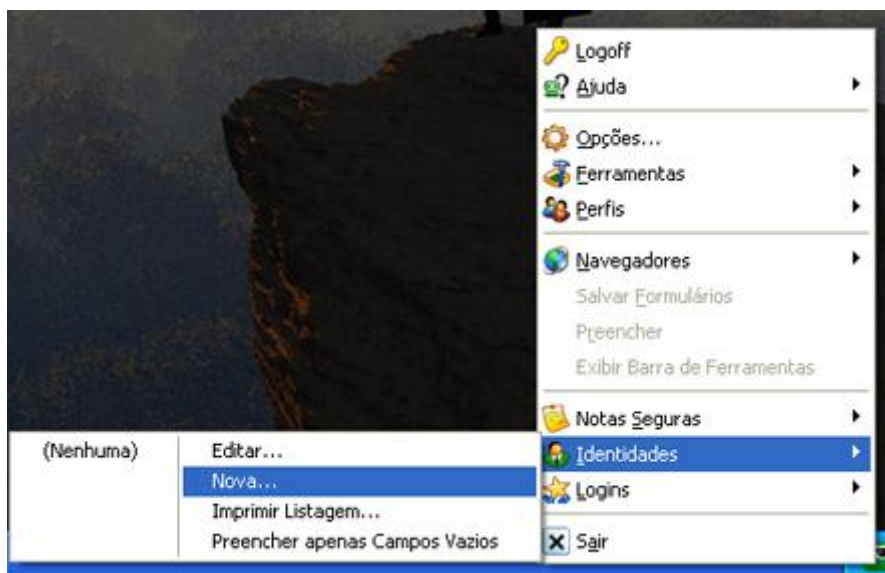 Logoff
Ajuda
Opções...
Ferramentas
Perfis
Navegadores
Salvar Formulários
Preencher
Exibir Barra de Ferramentas
Notas Seguras
Identidades
Logins
Sair
(Nenhuma)
Editar...
Nova...
Imprimir Listagem...
Preencher apenas Campos Vazios